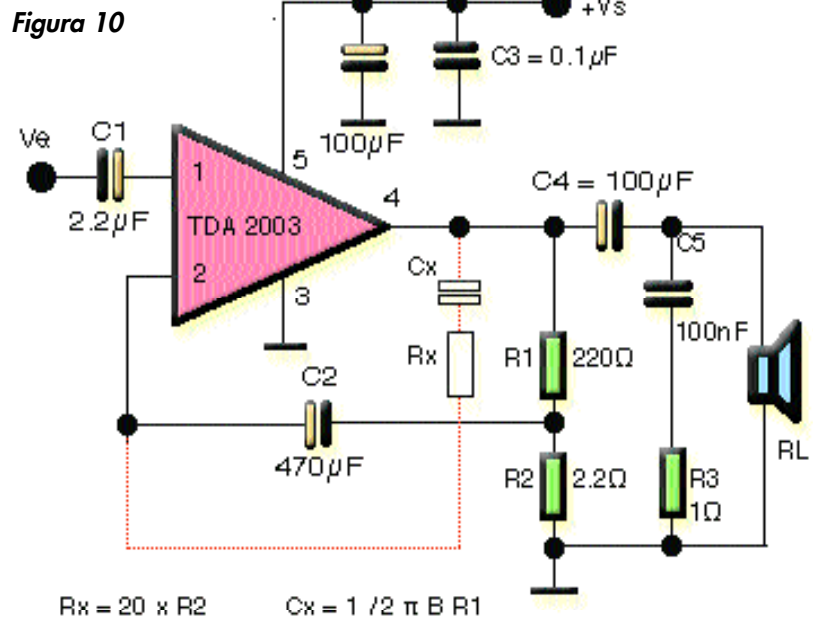 Figura 10
+Vs
C3 = 0.1µF
100µF
Ve
C1
2.2µF
1
5
TDA 2003
4
2
3
C4 = 100µF
C5
100nF
Cx
Rx
R1
220Ω
C2
470µF
R2
2.2Ω
R3
1Ω
RL
Rx = 20 x R2
Cx = 1 /2 π B R1